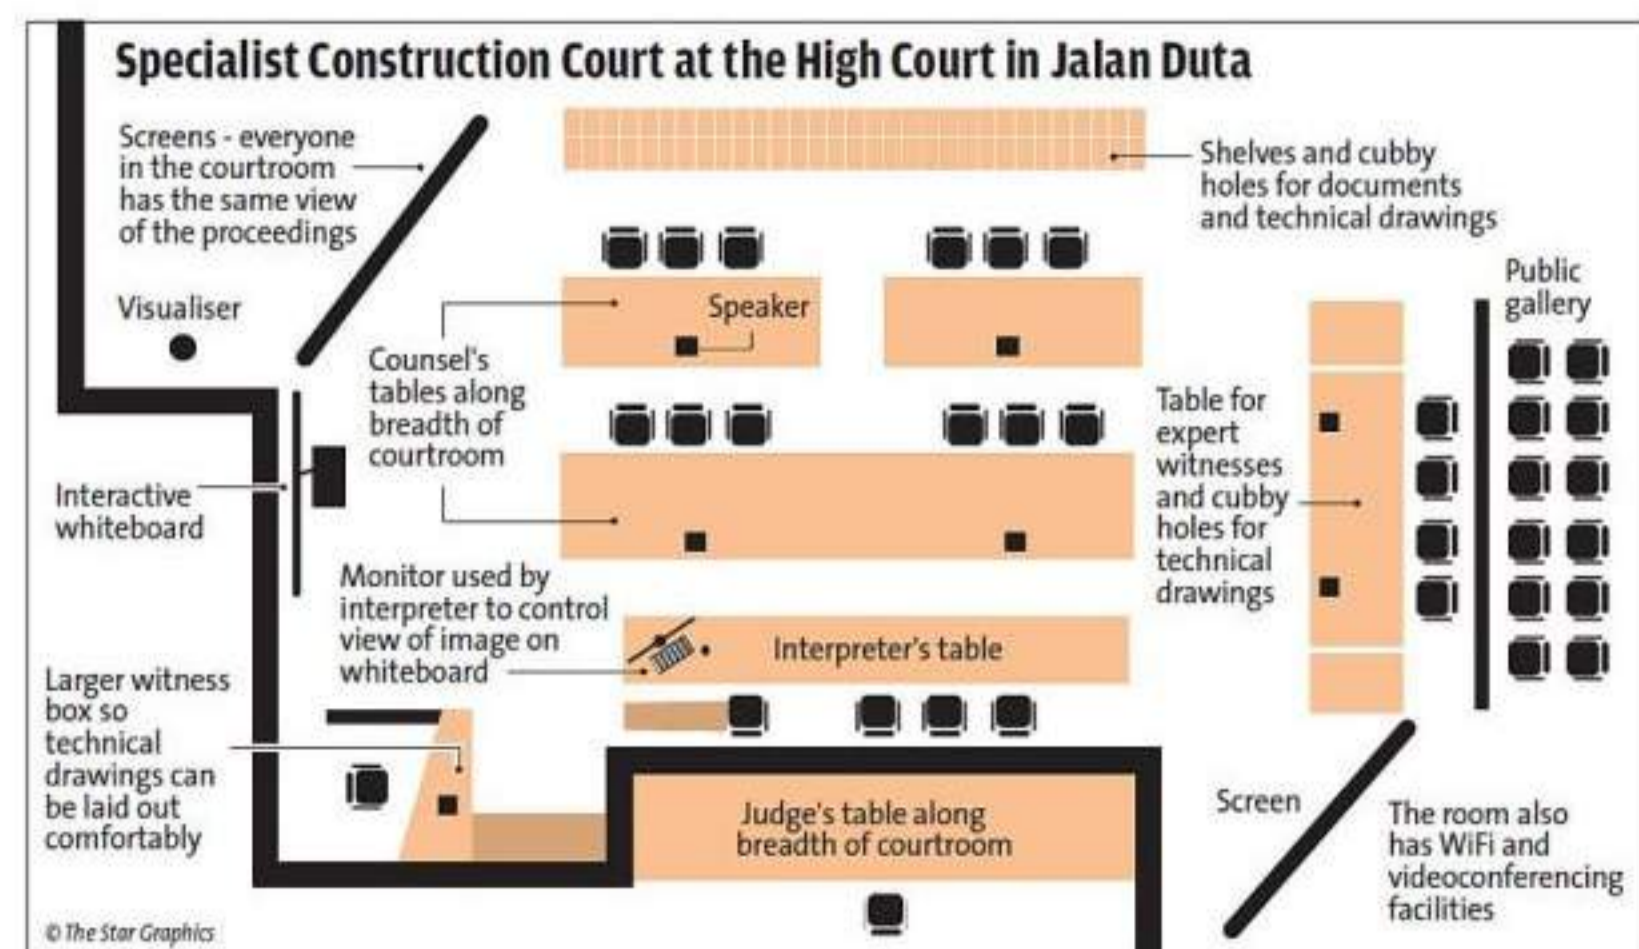 Specialist Construction Court at the High Court in Jalan Duta
Screens - everyone
in the courtroom
has the same view
of the proceedings
Shelves and cubby
holes for documents
and technical drawings
Visualiser
Public
gallery
Speaker
Counsel's
tables along
breadth of
courtroom
Table for
expert
witnesses
and cubby
holes for
technical
drawings
Interactive
whiteboard
Monitor used by
interpreter to control
view of image on
whiteboard
Interpreter's table
Larger witness
box so
technical
drawings can
be laid out
comfortably
Judge's table along
breadth of courtroom
Screen
The room also
has WiFi and
videoconferencing
facilities
© The Star Graphics